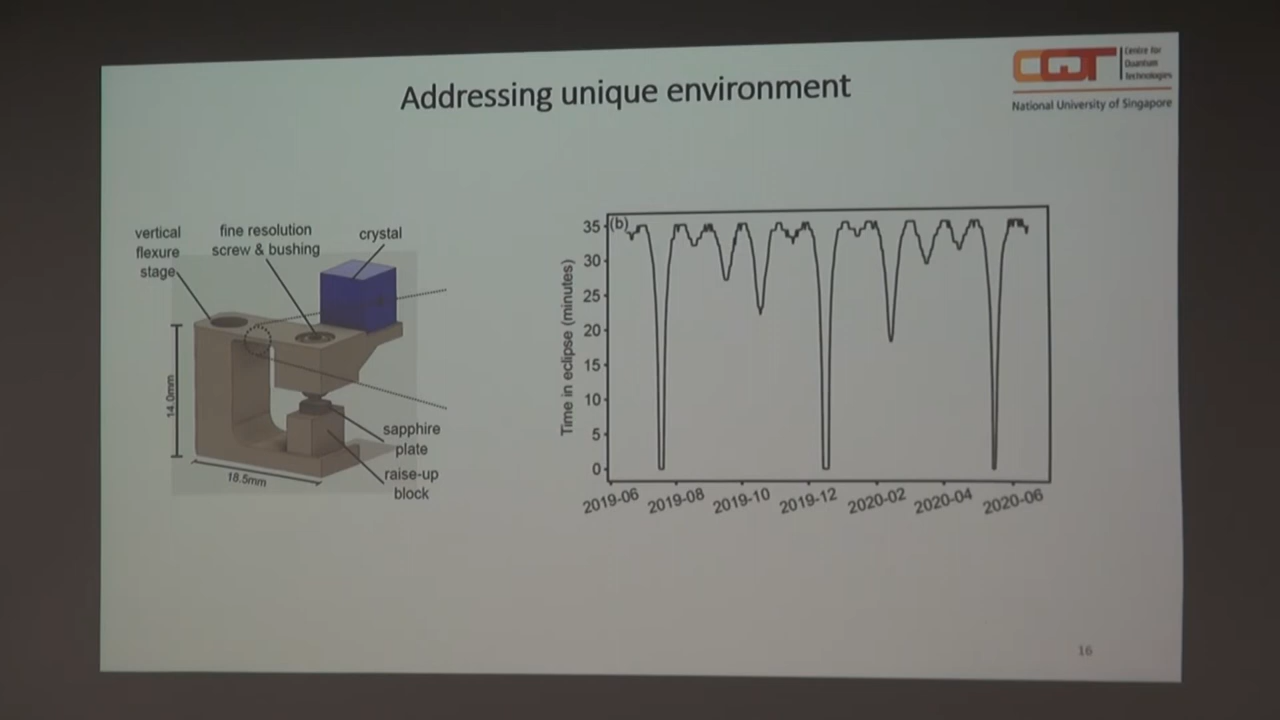 Addressing unique environment
CQT
Centre for
Quantum
Technologies
National University of Singapore
vertical
flexure
stage
fine resolution
screw & bushing
crystal
14.0mm
18.5mm
sapphire
plate
raise-up
block
(b)
Time in eclipse (minutes)
35
30
25
20
15
10
5
0
2019-06
2019-08
2019-10
2019-12
2020-02
2020-04
2020-06
16